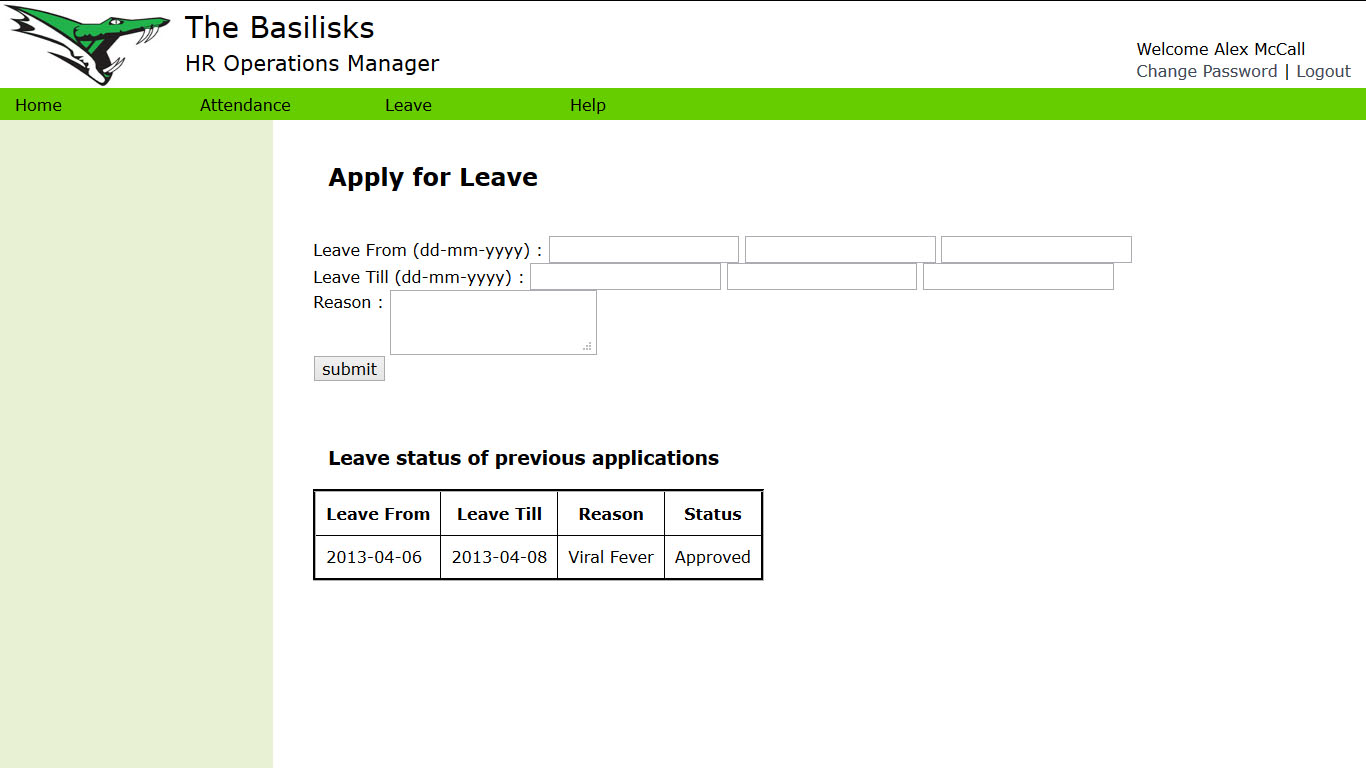 The Basilisks
HR Operations Manager
Welcome Alex McCall
Change Password | Logout
Home Attendance Leave Help
Apply for Leave
Leave From (dd-mm-yyyy) :
Leave Till (dd-mm-yyyy) :
Reason :
submit
Leave status of previous applications
Leave From Leave Till Reason Status
2013-04-06 2013-04-08 Viral Fever Approved